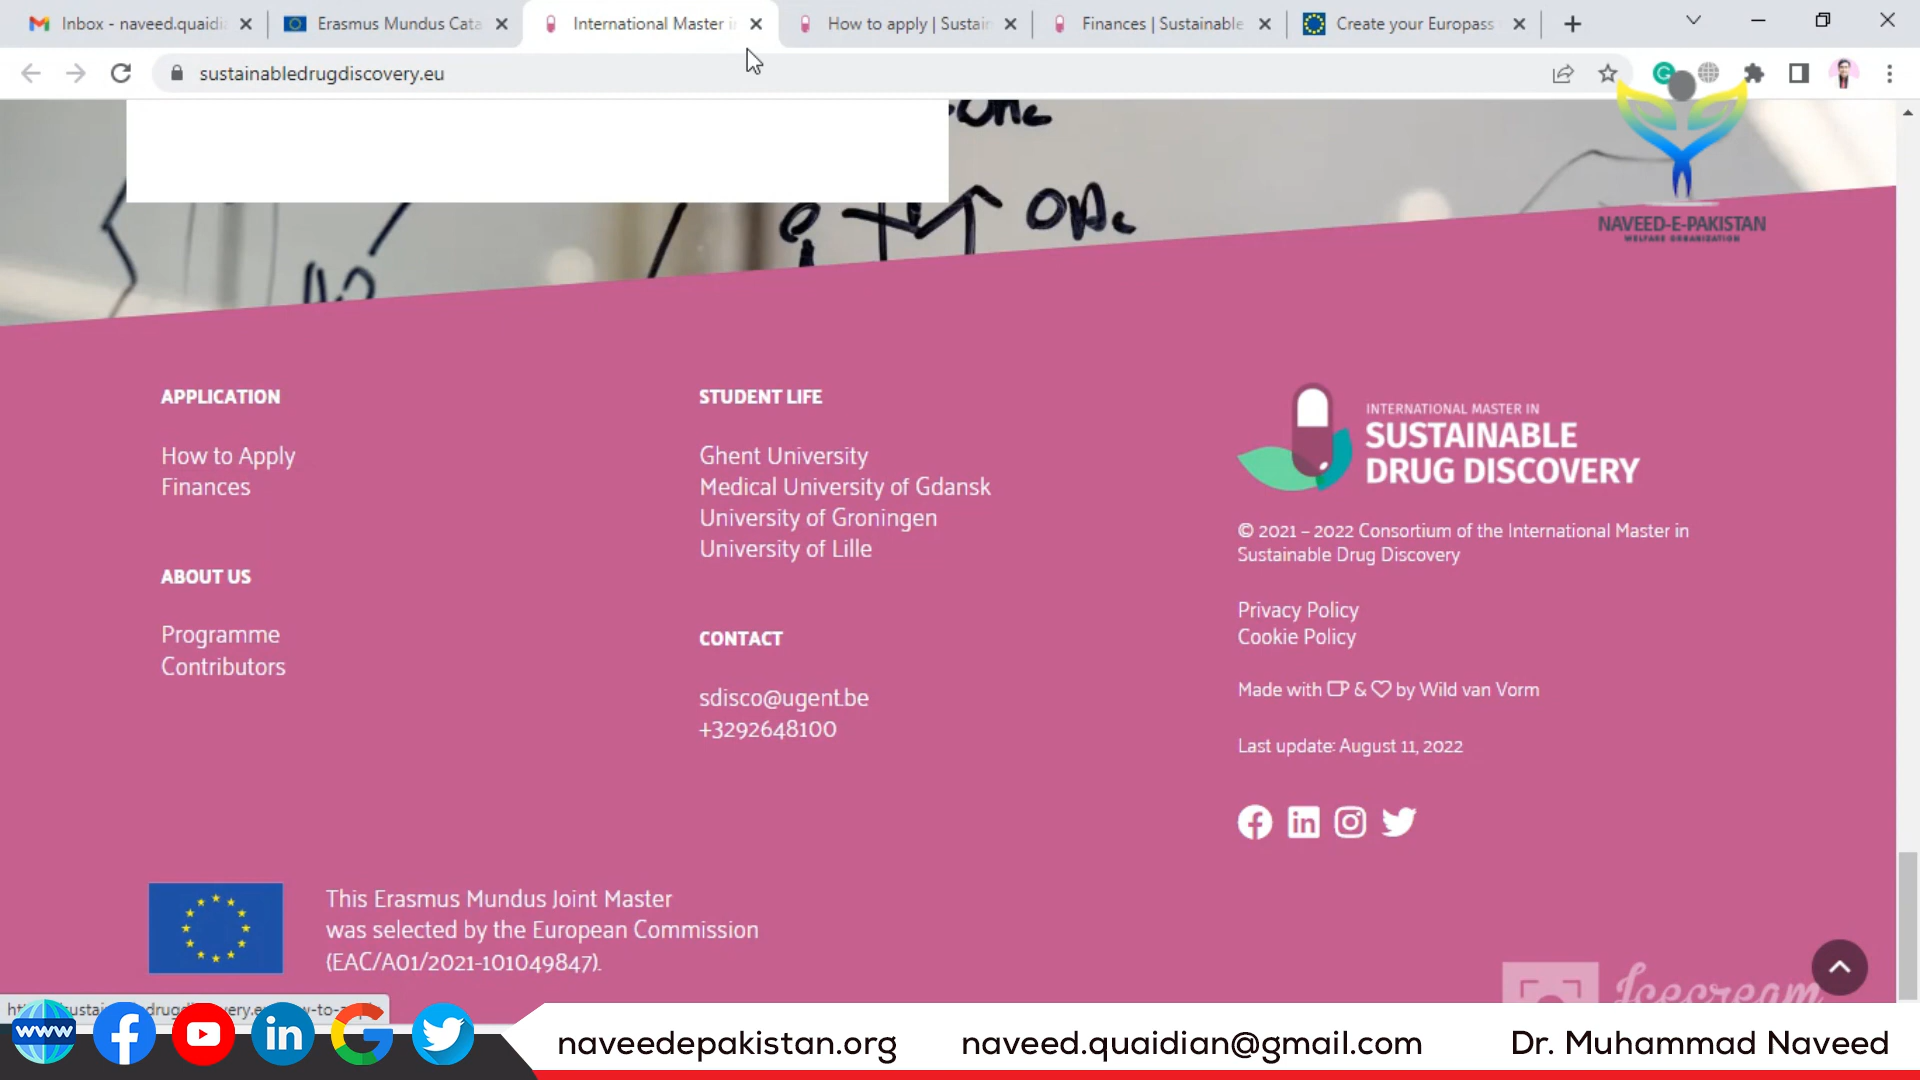 Inbox - naveed.quaidi
Erasmus Mundus Cata
International Master i
How to apply | Sustain
Finances | Sustainable
Create your Europass
sustainabledrugdiscovery.eu
NAVEED-E-PAKISTAN
WELFARE ORGANIZATION
APPLICATION
How to Apply
Finances
ABOUT US
Programme
Contributors
STUDENT LIFE
Ghent University
Medical University of Gdansk
University of Groningen
University of Lille
CONTACT
sdisco@ugent.be
+3292648100
INTERNATIONAL MASTER IN
SUSTAINABLE
DRUG DISCOVERY
© 2021 – 2022 Consortium of the International Master in
Sustainable Drug Discovery
Privacy Policy
Cookie Policy
Made with & by Wild van Vorm
Last update: August 11, 2022
This Erasmus Mundus Joint Master
was selected by the European Commission
(EAC/A01/2021-101049847).
Icecream
www
naveedepakistan.org
naveed.quaidian@gmail.com
Dr. Muhammad Naveed